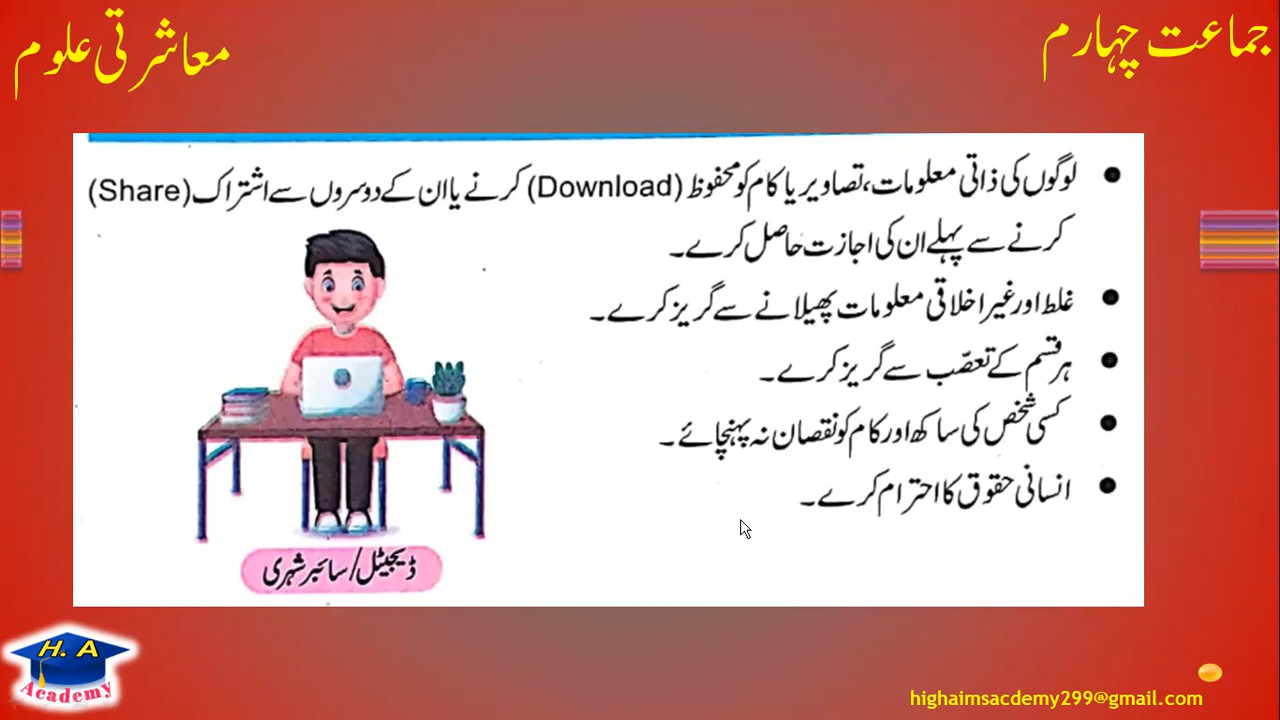 جماعت چہارم
معاشرتی علوم
لوگوں کی ذاتی معلومات، تصاویر یا کام کو محفوظ (Download) کرنے یا ان کے دوسروں سے اشتراک (Share)
کرنے سے پہلے ان کی اجازت حاصل کرے۔
غلط اور غیر اخلاقی معلومات پھیلانے سے گریز کرے۔
ہر قسم کے تعصّب سے گریز کرے۔
کسی شخص کی ساکھ اور کام کو نقصان نہ پہنچائے۔
انسانی حقوق کا احترام کرے۔
ڈیجیٹل/سائبر شہری
H. A
Academy
highaimsacdemy299@gmail.com